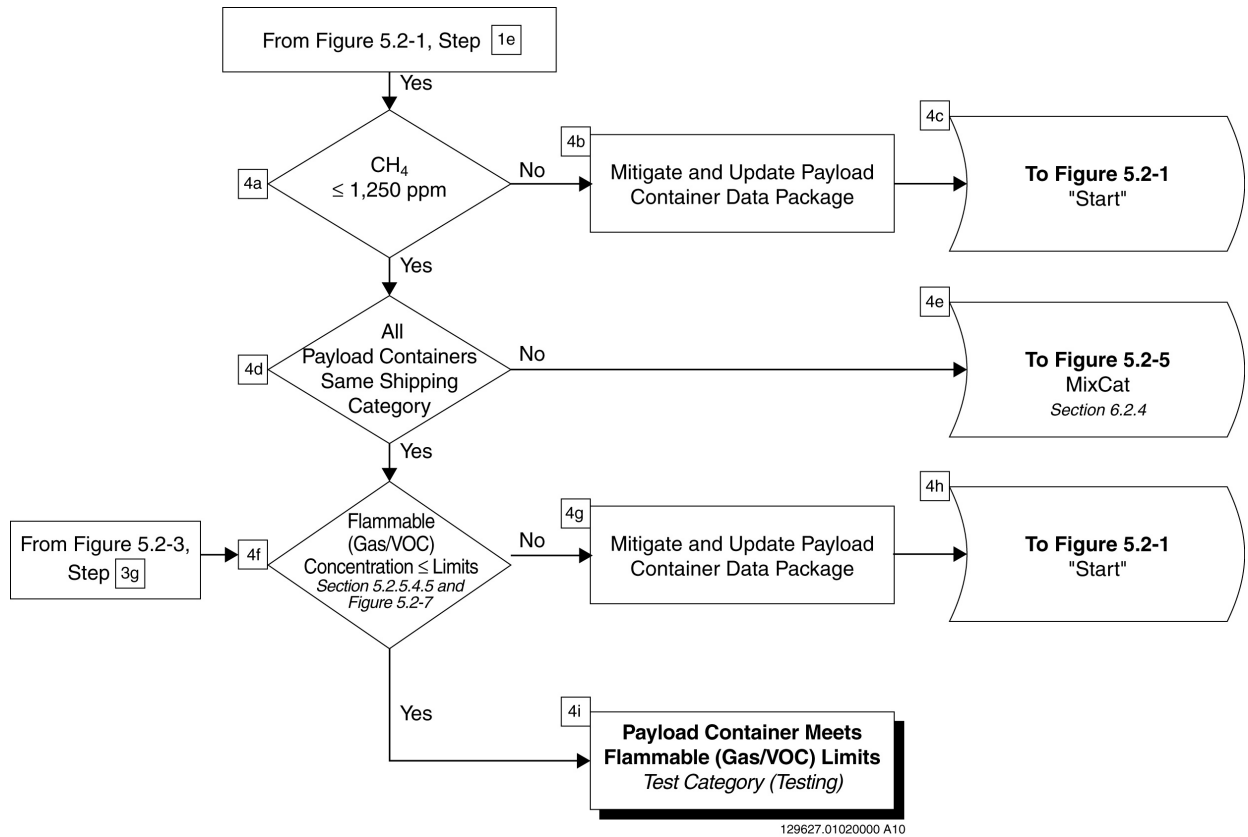 From Figure 5.2-1, Step 1e
Yes
4a
CH₄
≤ 1,250 ppm
No
4b
Mitigate and Update Payload
Container Data Package
4c
To Figure 5.2-1
"Start"
Yes
4d
All
Payload Containers
Same Shipping
Category
No
4e
To Figure 5.2-5
MixCat
Section 6.2.4
Yes
From Figure 5.2-3,
Step 3g
4f
Flammable
(Gas/VOC)
Concentration ≤ Limits
Section 5.2.5.4.5 and
Figure 5.2-7
No
4g
Mitigate and Update Payload
Container Data Package
4h
To Figure 5.2-1
"Start"
Yes
4i
Payload Container Meets
Flammable (Gas/VOC) Limits
Test Category (Testing)
129627.01020000 A10